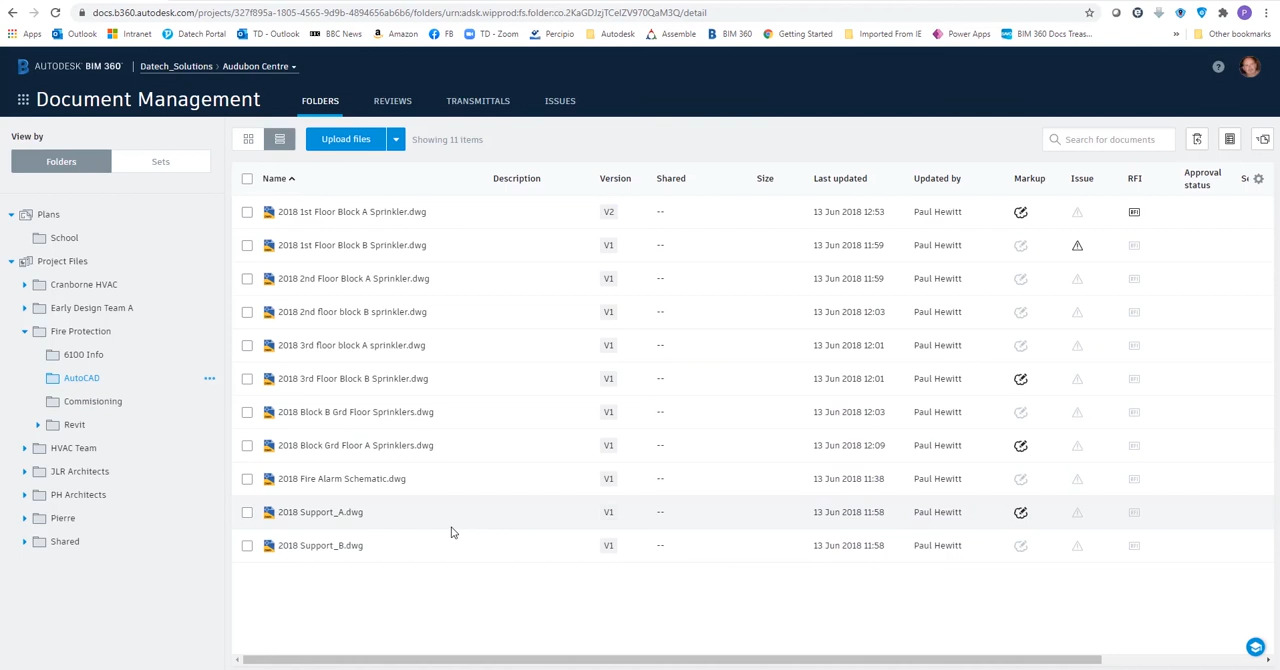 docs.b360.autodesk.com/projects/327f895a-1805-4565-9d9b-4894656ab6b6/folders/urn:adsk.wipprod:fs.folder:co.2KaGDJzjTCeIZV970QaM3Q/detail
P
Apps Outlook Intranet Datech Portal TD - Outlook BBC News Amazon FB TD - Zoom Percipio Autodesk Assemble BIM 360 Getting Started Imported From IE Power Apps BIM 360 Docs Treas... » Other bookmarks
AUTODESK® BIM 360™ Datech_Solutions > Audubon Centre
Document Management FOLDERS REVIEWS TRANSMITTALS ISSUES
View by
Folders Sets
Upload files Showing 11 items Search for documents
Name Description Version Shared Size Last updated Updated by Markup Issue RFI Approval status Se
2018 1st Floor Block A Sprinkler.dwg V2 -- 13 Jun 2018 12:53 Paul Hewitt RFI
2018 1st Floor Block B Sprinkler.dwg V1 -- 13 Jun 2018 11:59 Paul Hewitt RFI
2018 2nd Floor Block A Sprinkler.dwg V1 -- 13 Jun 2018 11:59 Paul Hewitt RFI
2018 2nd floor block B sprinkler.dwg V1 -- 13 Jun 2018 12:03 Paul Hewitt RFI
2018 3rd floor block A sprinkler.dwg V1 -- 13 Jun 2018 12:01 Paul Hewitt RFI
2018 3rd Floor Block B Sprinkler.dwg V1 -- 13 Jun 2018 12:01 Paul Hewitt RFI
2018 Block B Grd Floor Sprinklers.dwg V1 -- 13 Jun 2018 12:03 Paul Hewitt RFI
2018 Block Grd Floor A Sprinklers.dwg V1 -- 13 Jun 2018 12:09 Paul Hewitt RFI
2018 Fire Alarm Schematic.dwg V1 -- 13 Jun 2018 11:38 Paul Hewitt RFI
2018 Support_A.dwg V1 -- 13 Jun 2018 11:58 Paul Hewitt RFI
2018 Support_B.dwg V1 -- 13 Jun 2018 11:58 Paul Hewitt RFI
Plans
School
Project Files
Cranborne HVAC
Early Design Team A
Fire Protection
6100 Info
AutoCAD
Commisioning
Revit
HVAC Team
JLR Architects
PH Architects
Pierre
Shared